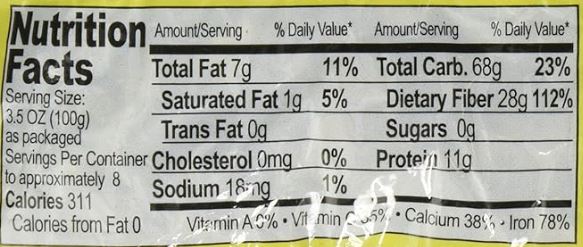 Nutrition Facts
Amount/Serving % Daily Value* Amount/Serving % Daily Value*
Total Fat 7g 11% Total Carb. 68g 23%
Serving Size:
3.5 OZ (100g)
as packaged
Saturated Fat 1g 5% Dietary Fiber 28g 112%
Trans Fat 0g Sugars 0g
Servings Per Container
to approximately 8
Cholesterol 0mg 0% Protein 11g
Calories 311
Sodium 18mg 1%
Calories from Fat 0
Vitamin A 0% • Vitamin C • Calcium 38% • Iron 78%